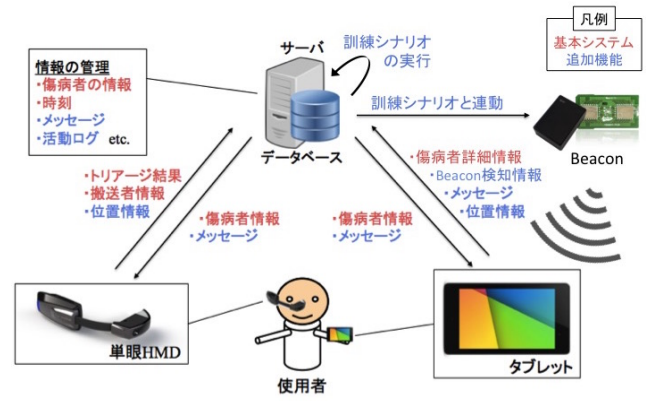 凡例
基本システム
追加機能
サーバ
訓練シナリオ
の実行
情報の管理
・傷病者の情報
・時刻
・メッセージ
・活動ログ etc.
訓練シナリオと連動
データベース
Beacon
・トリアージ結果
・搬送者情報
・位置情報
・傷病者情報
・メッセージ
・傷病者情報
・メッセージ
・傷病者詳細情報
・Beacon検知情報
・メッセージ
・位置情報
単眼HMD
使用者
タブレット